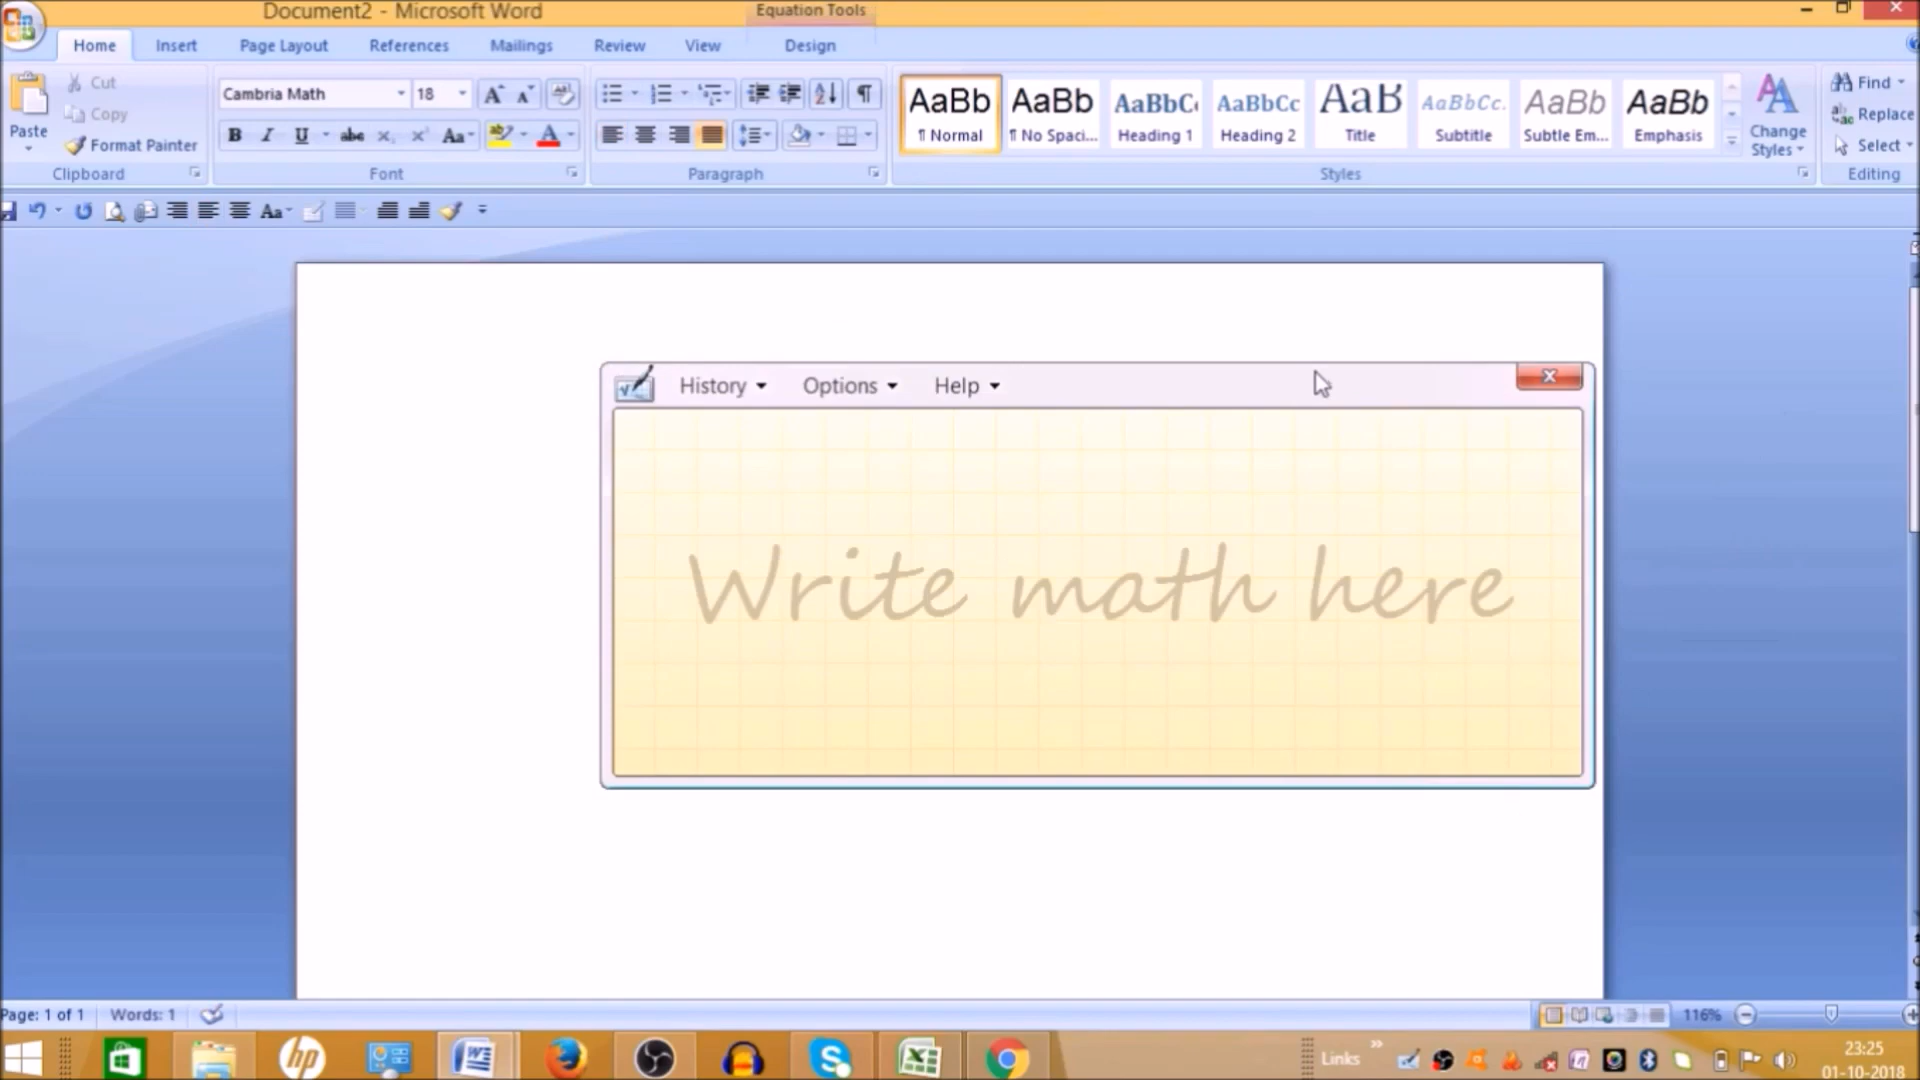 Document2 - Microsoft Word
Equation Tools
Home
Insert
Page Layout
References
Mailings
Review
View
Design
Paste
Cut
Copy
Format Painter
Clipboard
Cambria Math
18
Font
Paragraph
AaBb
¶ Normal
AaBb
¶ No Spaci...
AaBbC
Heading 1
AaBbCc
Heading 2
AaB
Title
AaBbCc.
Subtitle
AaBb
Subtle Em...
AaBb
Emphasis
Change
Styles
Styles
Find
Replace
Select
Editing
History
Options
Help
Write math here
Page: 1 of 1
Words: 1
116%
Links
23:25
01-10-2018